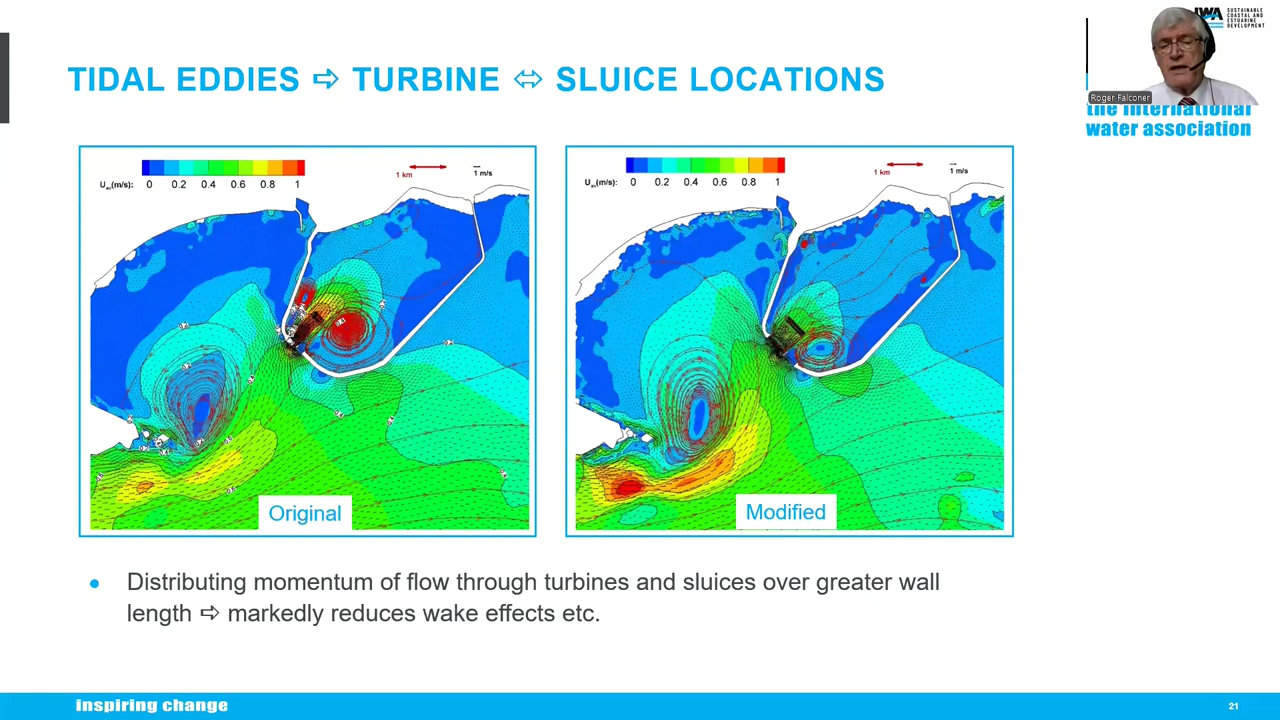 IWA
SUSTAINABLE
COASTAL AND
ESTUARINE
DEVELOPMENT
Roger Falconer
the international
water association
TIDAL EDDIES ⇨ TURBINE ⬄ SLUICE LOCATIONS
Uav(m/s): 0 0.2 0.4 0.6 0.8 1
1 km
1 m/s
Original
Uav(m/s): 0 0.2 0.4 0.6 0.8 1
1 km
1 m/s
Modified
• Distributing momentum of flow through turbines and sluices over greater wall
length ⇨ markedly reduces wake effects etc.
inspiring change
21